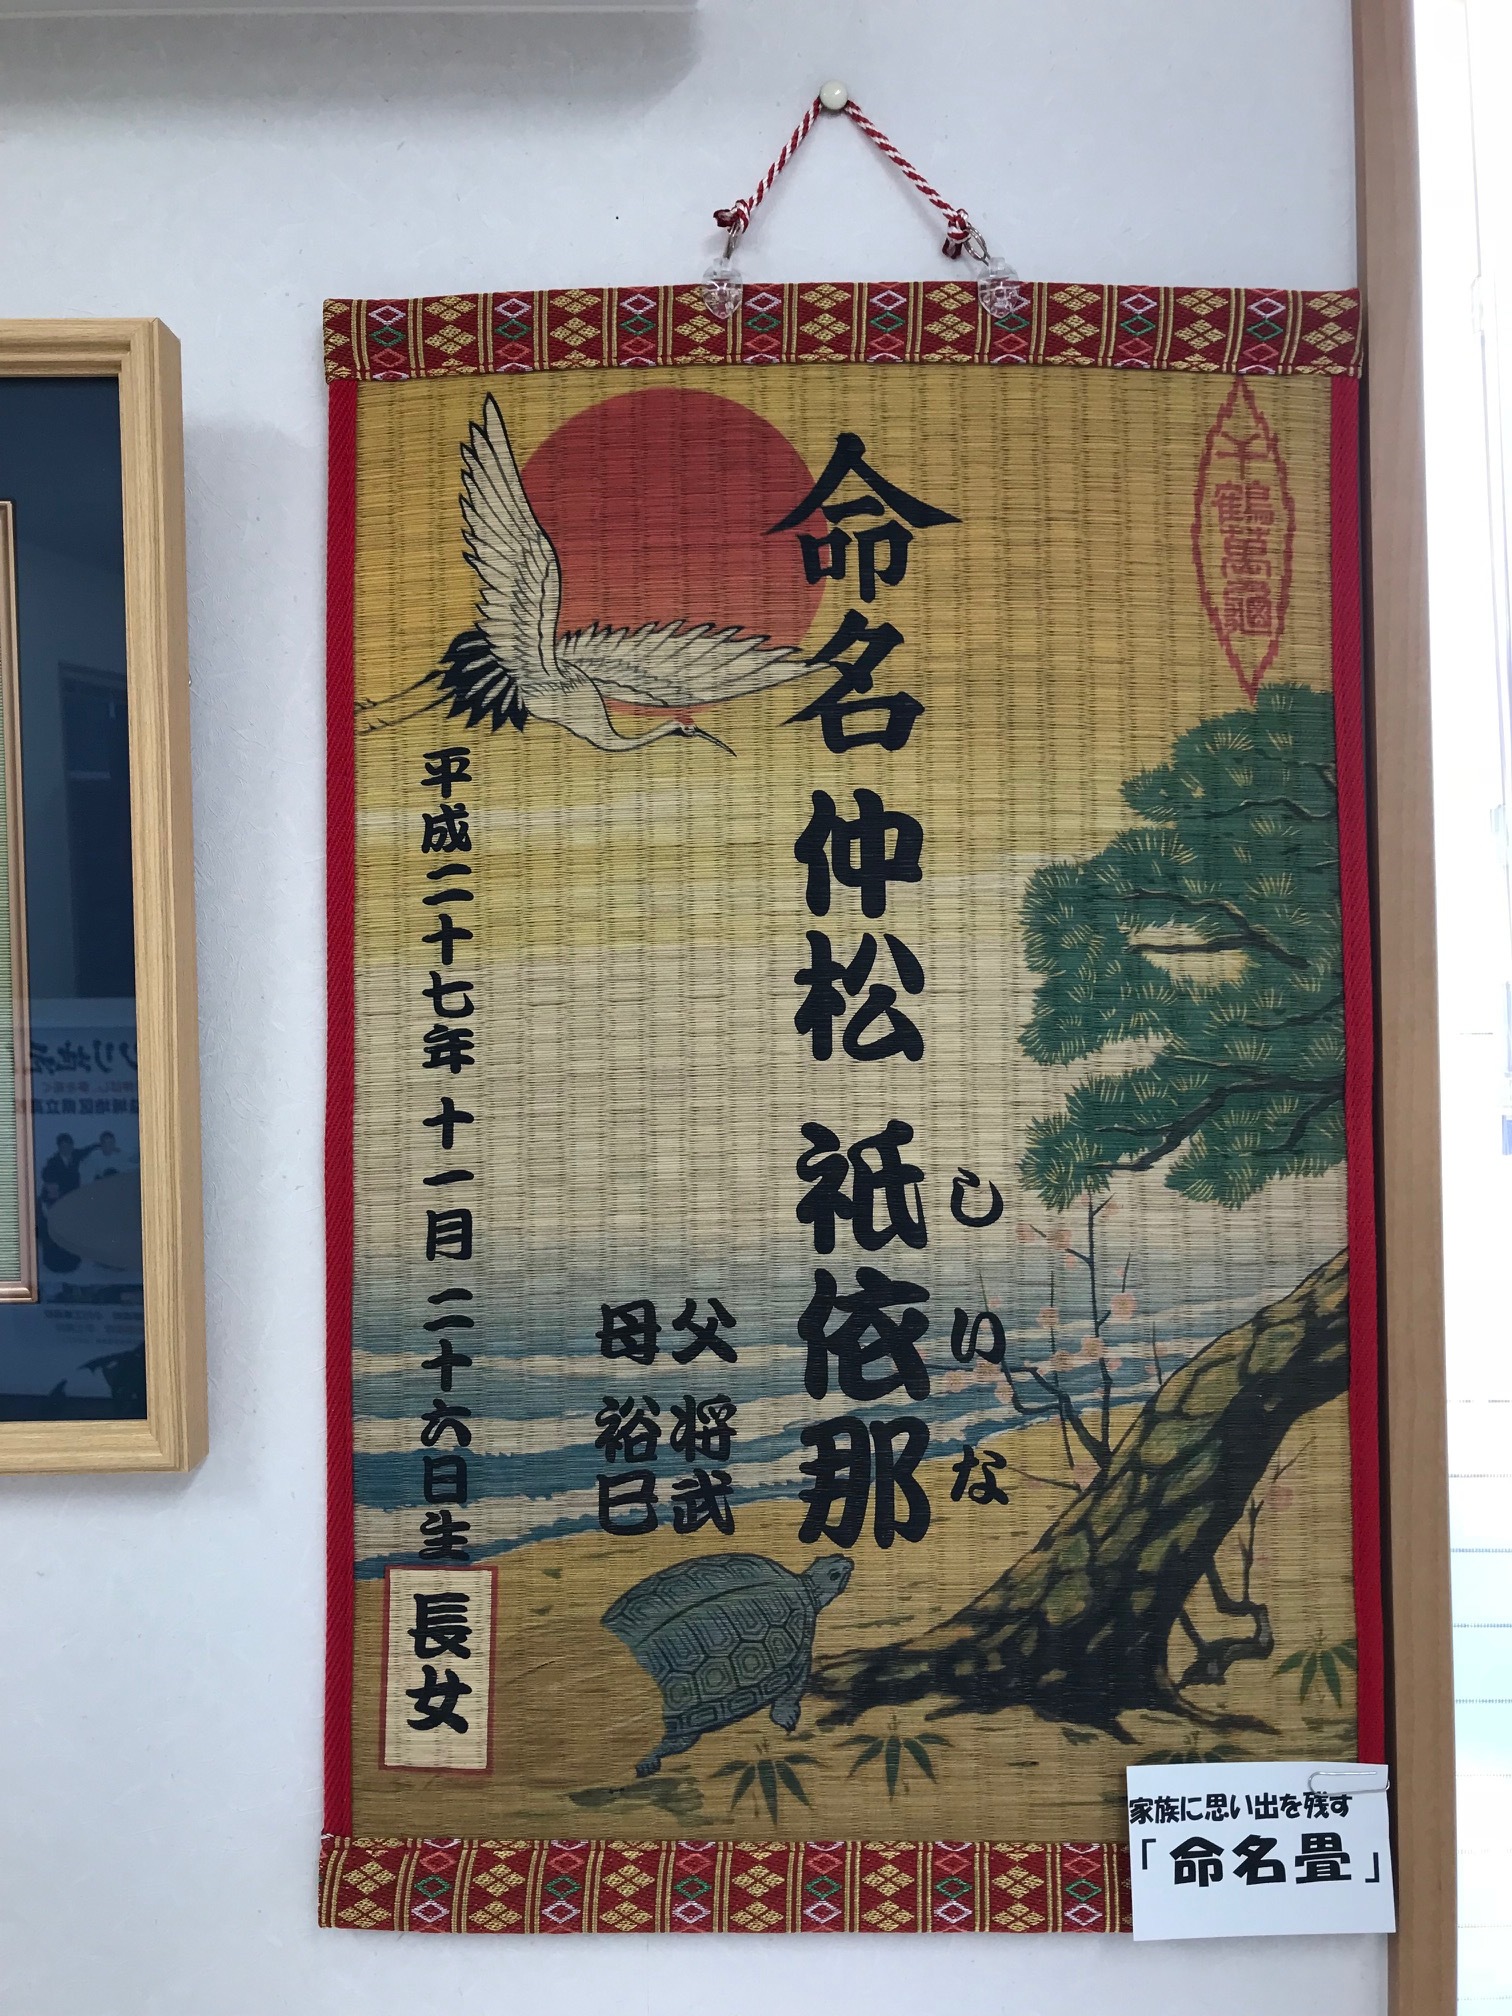 千鶴萬亀
命名 仲松 祇依那
しいな
父 将武
母 裕巳
平成二十七年 十一月 二十六日生
長女
家族に思い出を残す
「命名畳」